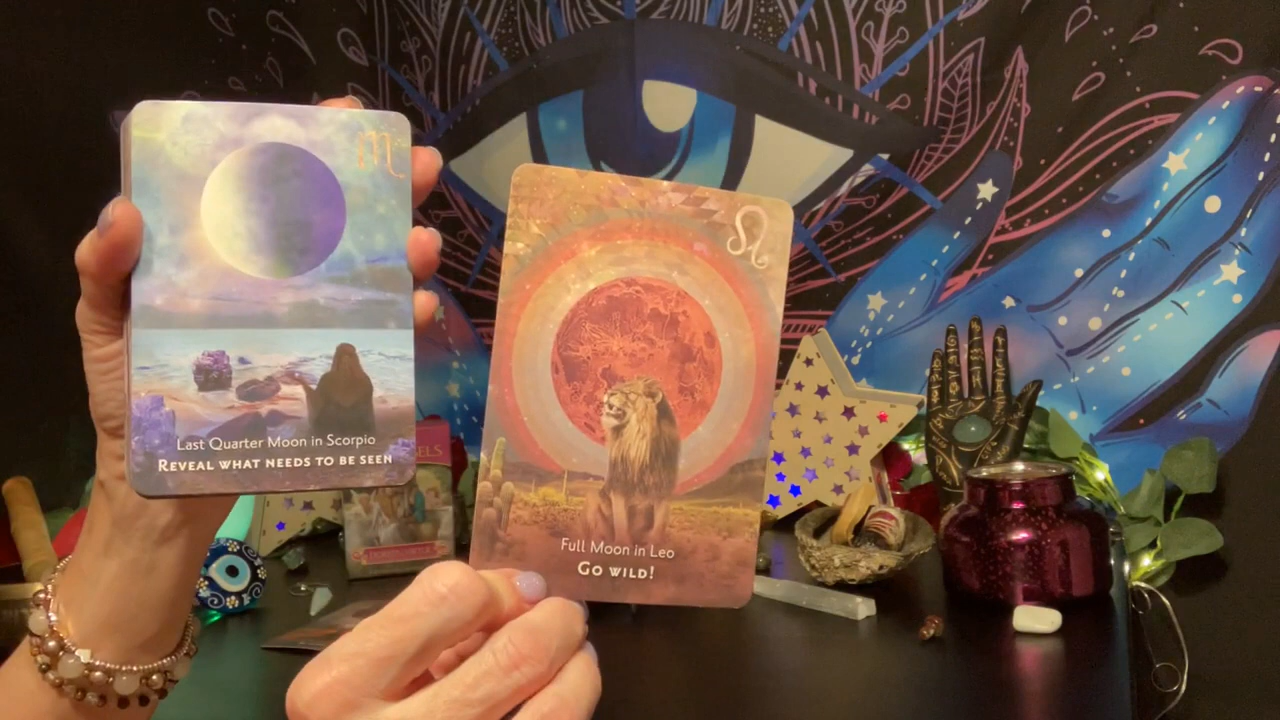 Last Quarter Moon in Scorpio
Reveal what needs to be seen
Full Moon in Leo
Go wild!